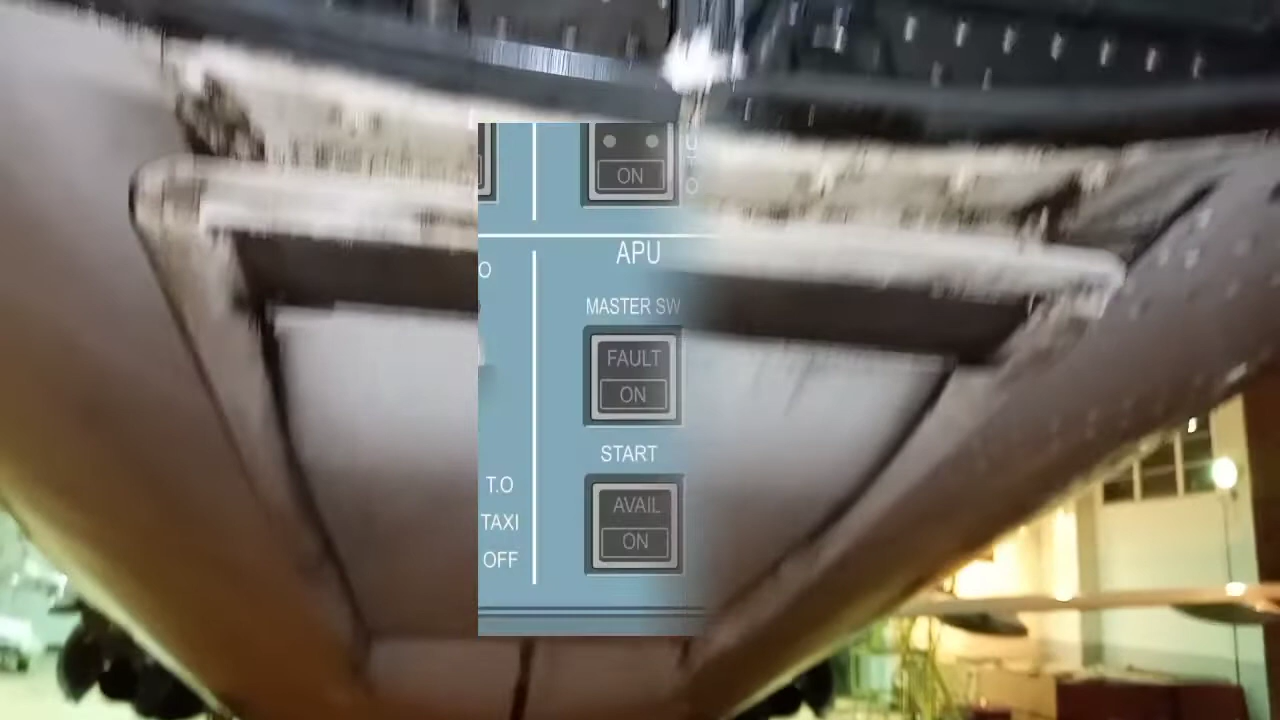 ON
APU
O
MASTER SW
FAULT
ON
START
T.O
AVAIL
TAXI
ON
OFF